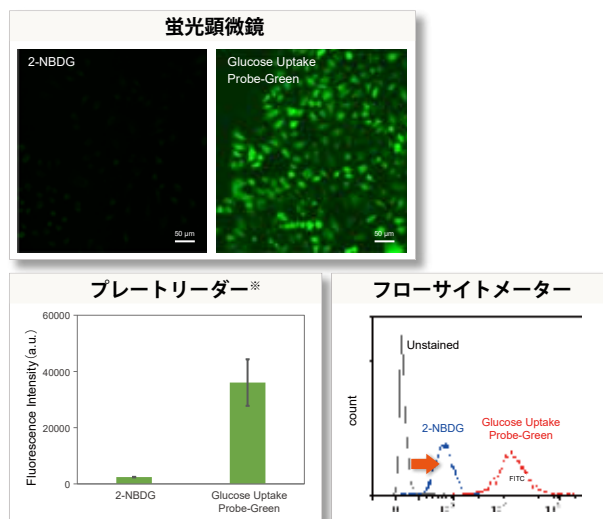 蛍光顕微鏡
2-NBDG
Glucose Uptake
Probe-Green
50 μm
50 μm
プレートリーダー※
Fluorescence Intensity (a.u.)
60000
40000
20000
0
2-NBDG
Glucose Uptake
Probe-Green
フローサイトメーター
count
Unstained
2-NBDG
Glucose Uptake
Probe-Green
FITC